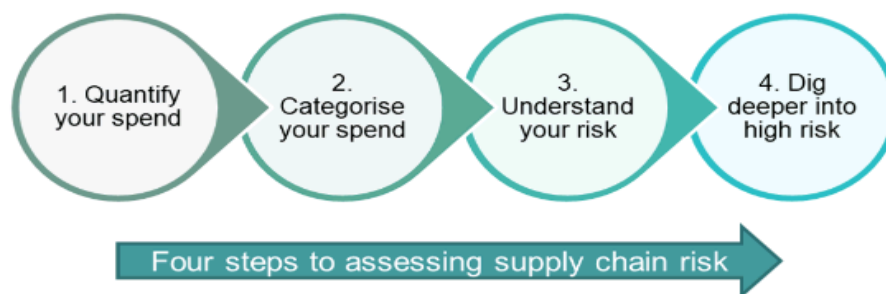 1. Quantify
your spend
2.
Categorise
your spend
3.
Understand
your risk
4. Dig
deeper into
high risk
Four steps to assessing supply chain risk